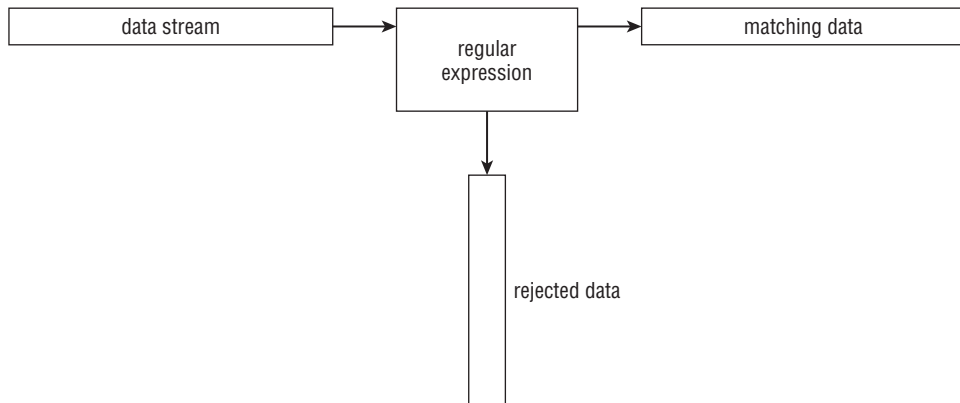 data stream
regular
expression
matching data
rejected data